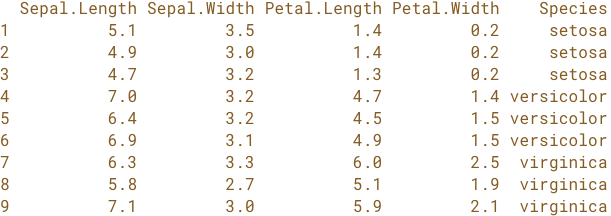 Sepal.Length Sepal.Width Petal.Length Petal.Width    Species
1          5.1         3.5          1.4         0.2     setosa
2          4.9         3.0          1.4         0.2     setosa
3          4.7         3.2          1.3         0.2     setosa
4          7.0         3.2          4.7         1.4 versicolor
5          6.4         3.2          4.5         1.5 versicolor
6          6.9         3.1          4.9         1.5 versicolor
7          6.3         3.3          6.0         2.5  virginica
8          5.8         2.7          5.1         1.9  virginica
9          7.1         3.0          5.9         2.1  virginica